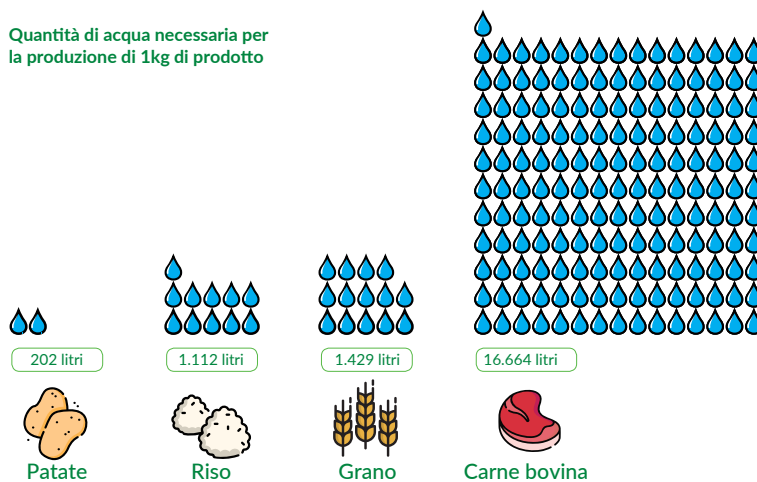 Quantità di acqua necessaria per
la produzione di 1kg di prodotto
202 litri
1.112 litri
1.429 litri
16.664 litri
Patate
Riso
Grano
Carne bovina